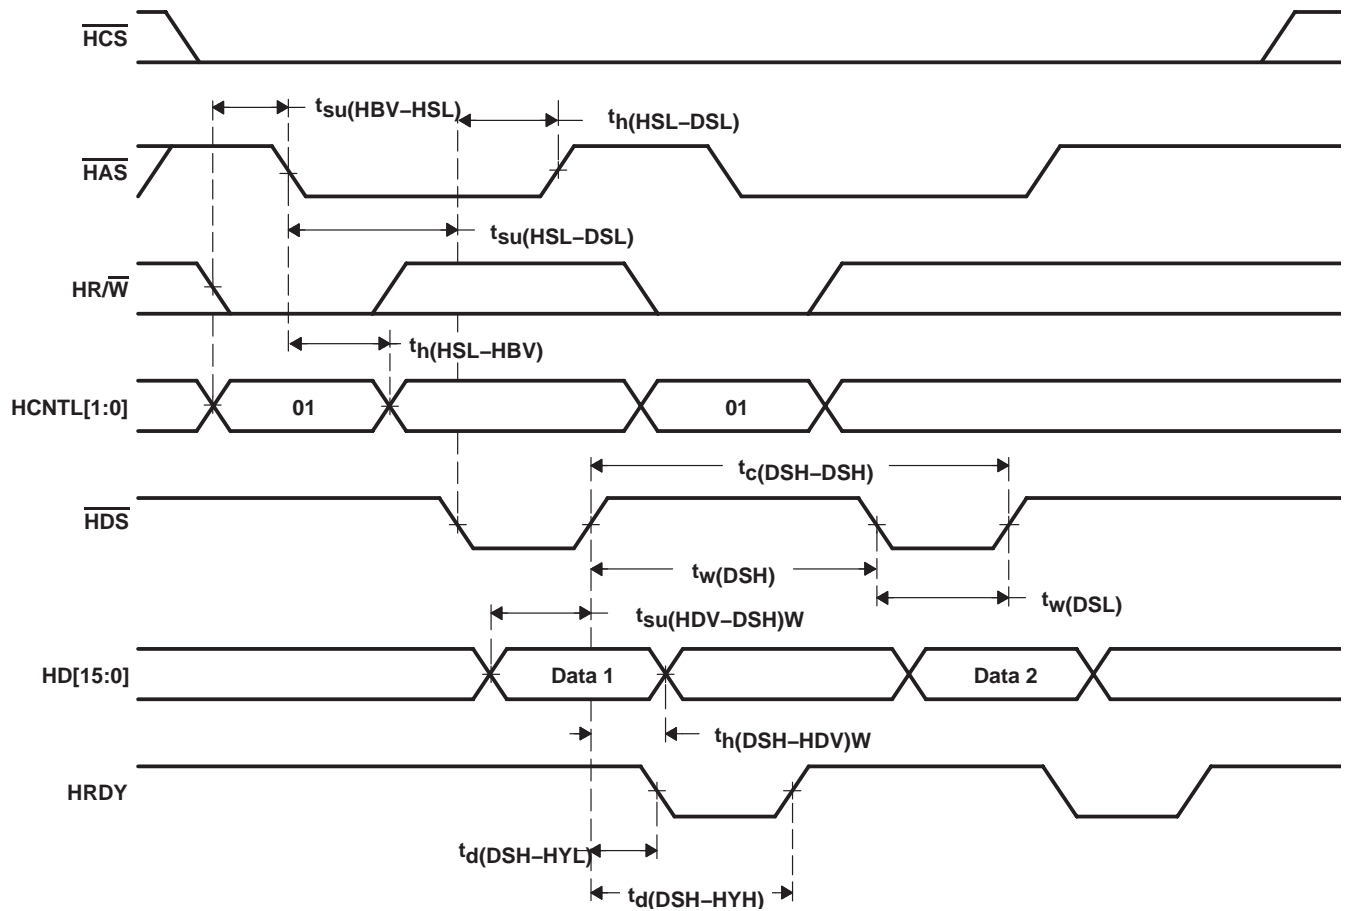 HCS
tsu(HBV–HSL)
th(HSL–DSL)
HAS
tsu(HSL–DSL)
HR/W
th(HSL–HBV)
HCNTL[1:0]
01
01
tc(DSH–DSH)
HDS
tw(DSH)
tw(DSL)
tsu(HDV–DSH)W
HD[15:0]
Data 1
Data 2
th(DSH–HDV)W
HRDY
td(DSH–HYL)
td(DSH–HYH)